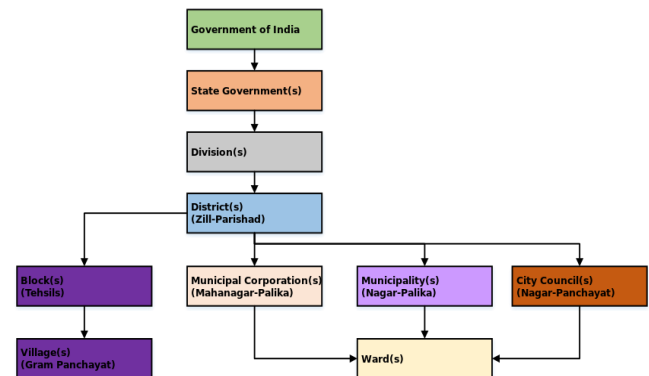 Government of India
State Government(s)
Division(s)
District(s)
(Zill-Parishad)
Block(s)
(Tehsils)
Municipal Corporation(s)
(Mahanagar-Palika)
Municipality(s)
(Nagar-Palika)
City Council(s)
(Nagar-Panchayat)
Village(s)
(Gram Panchayat)
Ward(s)